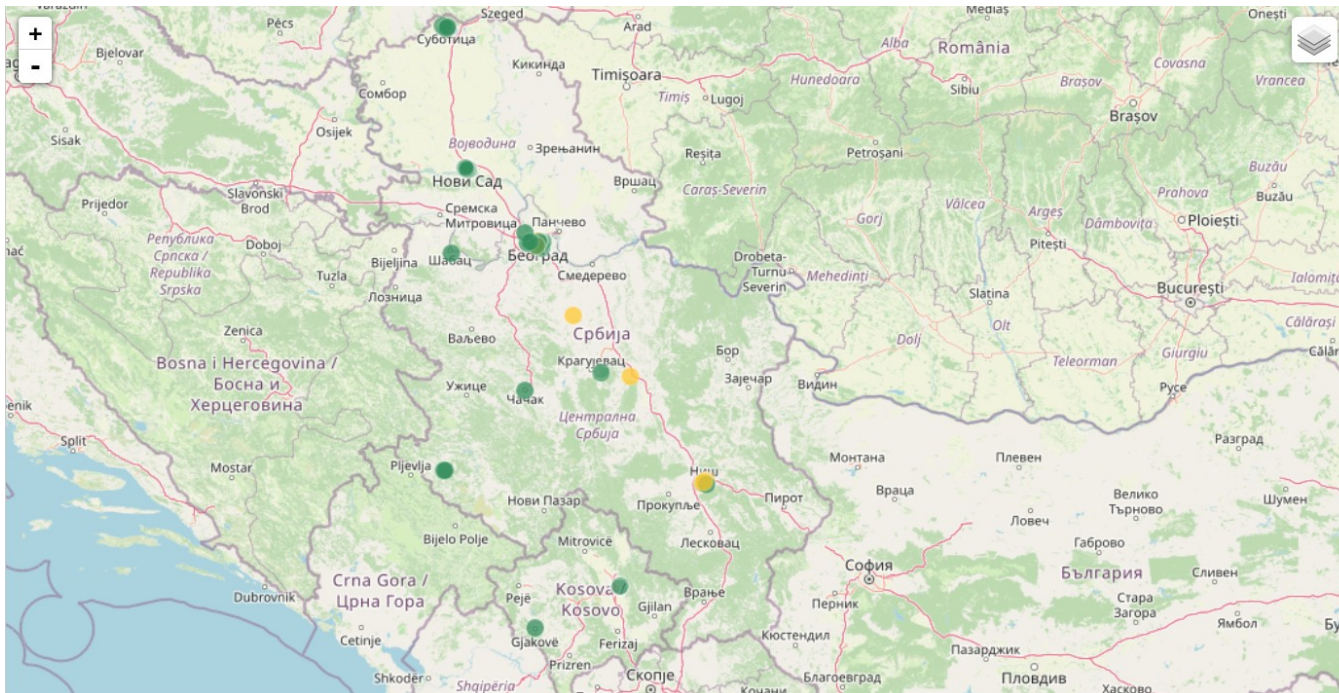 Varaždin
Pécs
Szeged
Arad
Mediaș
Onești
+
-
Суботица
Alba
România
Covasna
Bjelovar
Кикинда
Timișoara
Hunedoara
Brașov
Vrancea
Сомбор
Timiș
Lugoj
Sibiu
Brașov
Osijek
Војводина
Зрењанин
Reșița
Petroșani
Sisak
Нови Сад
Вршац
Caras-Severin
Buzău
Prijedor
Slavonski
Brod
Сремска
Митровица
Панчево
Gorj
Vâlcea
Argeș
Dâmbovița
Prahova
Buzău
Ploiești
Република
Српска /
Republika
Srpska
Doboj
Bijeljina
Шабац
Београд
Смедерево
Drobeta-
Turnu
Severin
Mehedinți
Pitești
Tuzla
Лозница
Slatina
București
Ialomița
Zenica
Ваљево
Србија
Dolj
Olt
Călărași
Bosna i Hercegovina /
Босна и
Херцеговина
Крагујевац
Бор
Teleorman
Giurgiu
Ужице
Чачак
Зајечар
Видин
Русе
Централна
Србија
Split
Mostar
Pljevlja
Ниш
Монтана
Плевен
Разград
Нови Пазар
Прокупље
Пирот
Враца
Велико
Търново
Шумен
Bijelo Polje
Mitrovicë
Лесковац
Ловеч
Габрово
Crna Gora /
Црна Гора
Dubrovnik
Pejë
Kosova
Kosovo
Gjilan
Врање
София
България
Сливен
Перник
Стара
Загора
Ямбол
Cetinje
Gjakovë
Ferizaj
Кюстендил
Пазарджик
Prizren
Shkodër
Shqipëria
Скопје
Кочани
Благоевград
Пловдив
Хасково